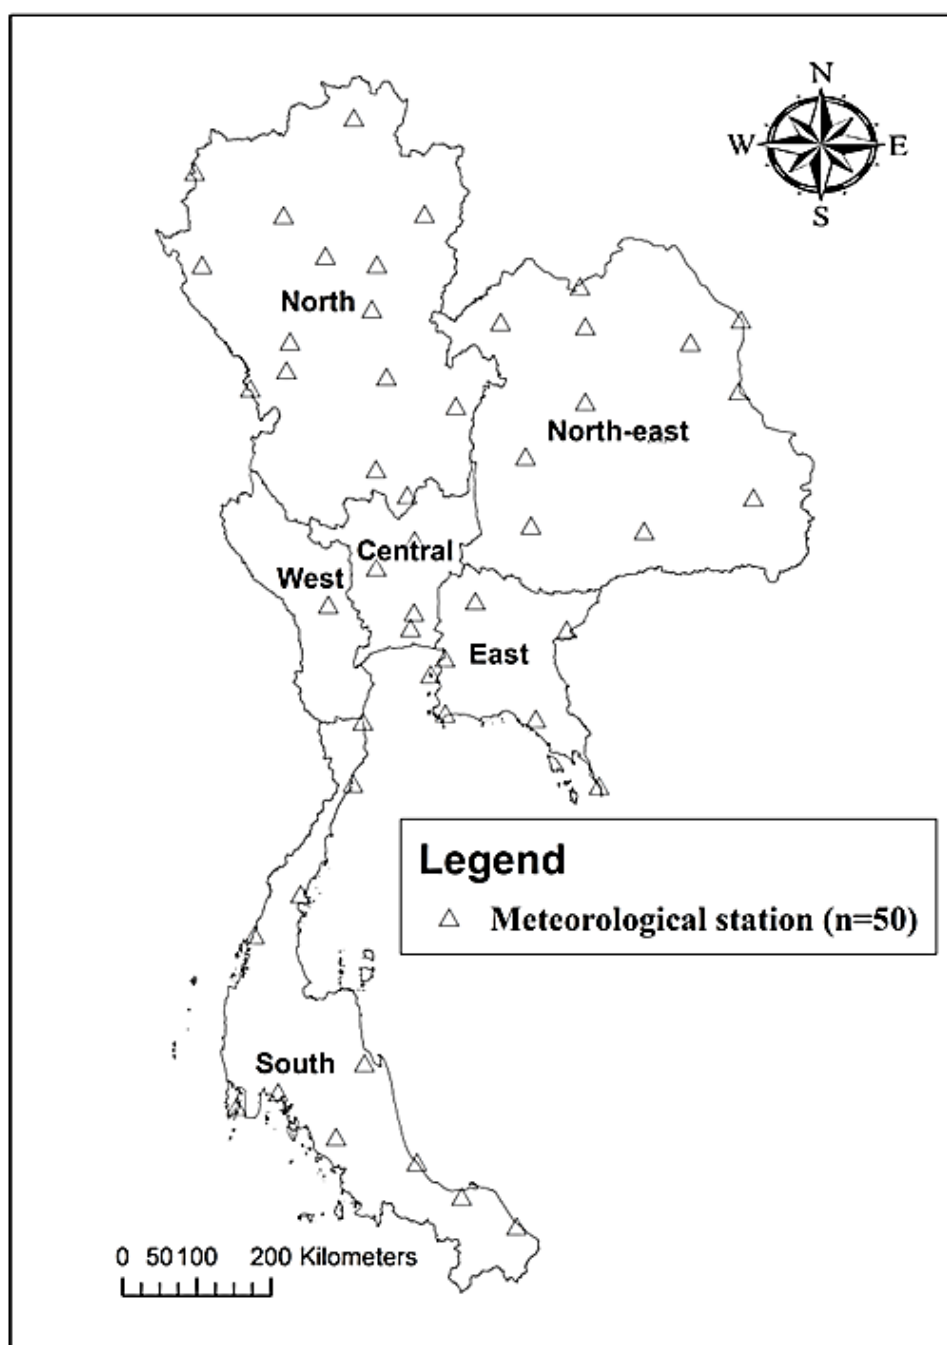 N
W E
S
North
North-east
Central
West
East
Legend
Meteorological station (n=50)
South
0 50 100 200 Kilometers